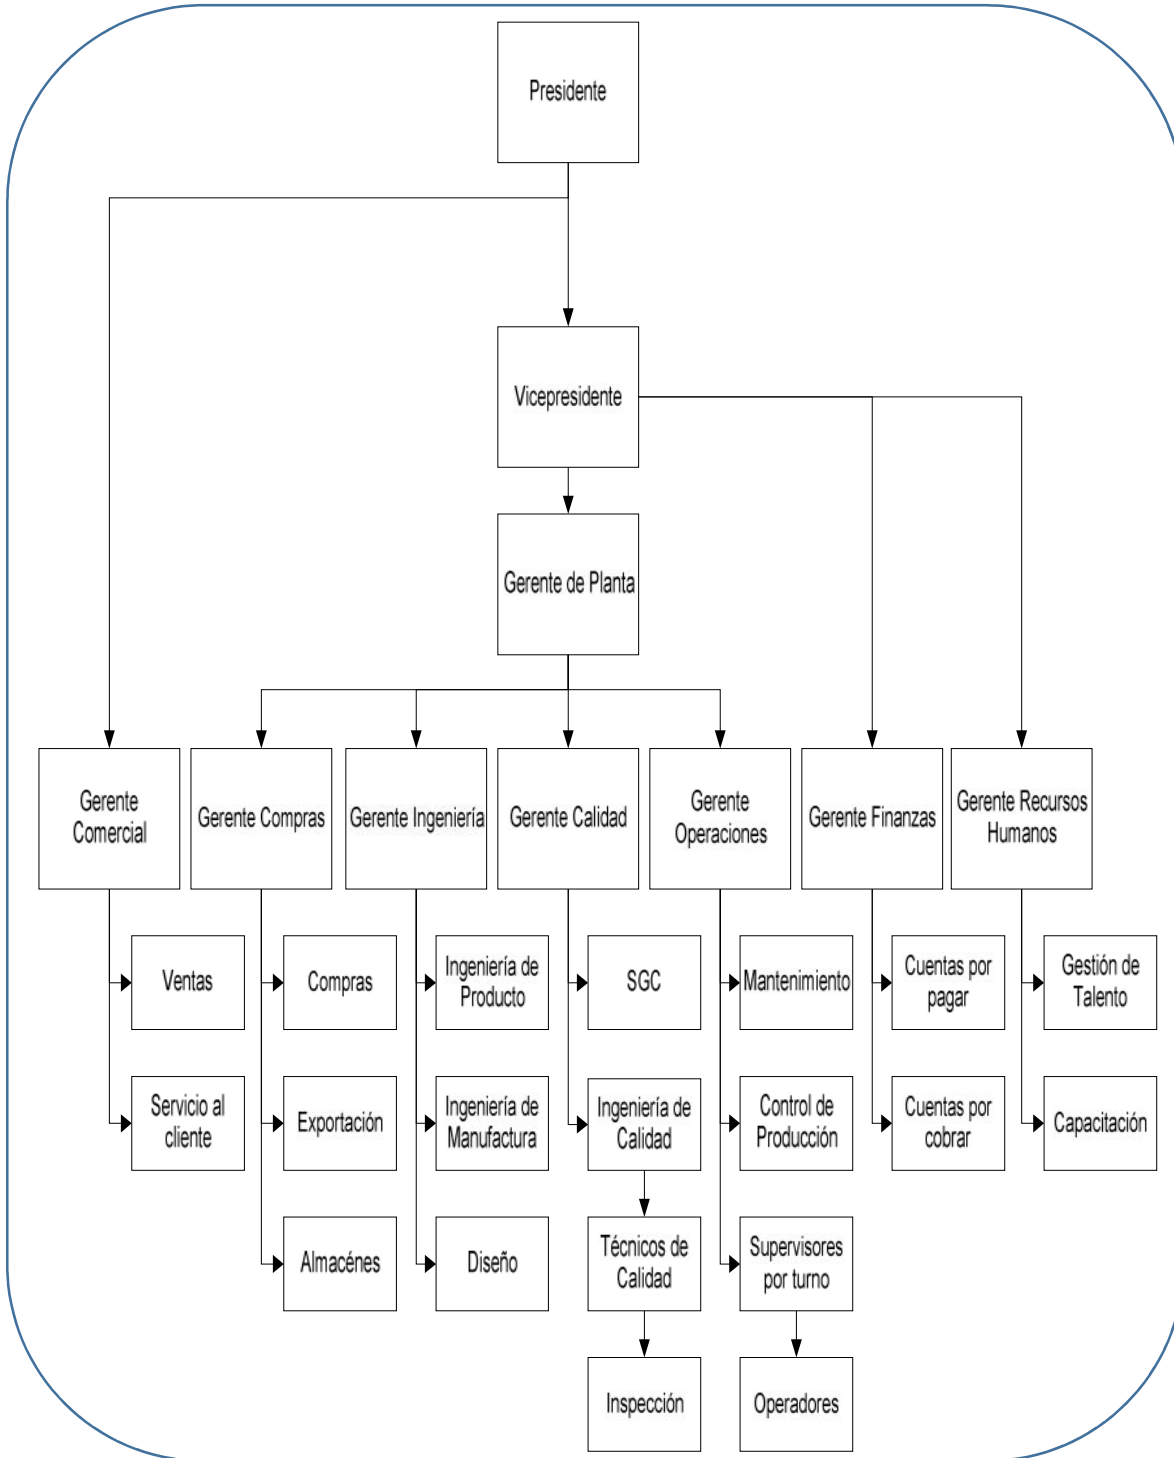 Presidente
Vicepresidente
Gerente de Planta
Gerente
Comercial
Gerente Compras
Gerente Ingeniería
Gerente Calidad
Gerente
Operaciones
Gerente Finanzas
Gerente Recursos
Humanos
Ventas
Compras
Ingeniería de
Producto
SGC
Mantenimiento
Cuentas por
pagar
Gestión de
Talento
Servicio al
cliente
Exportación
Ingeniería de
Manufactura
Ingeniería de
Calidad
Control de
Producción
Cuentas por
cobrar
Capacitación
Almacénes
Diseño
Técnicos de
Calidad
Supervisores
por turno
Inspección
Operadores